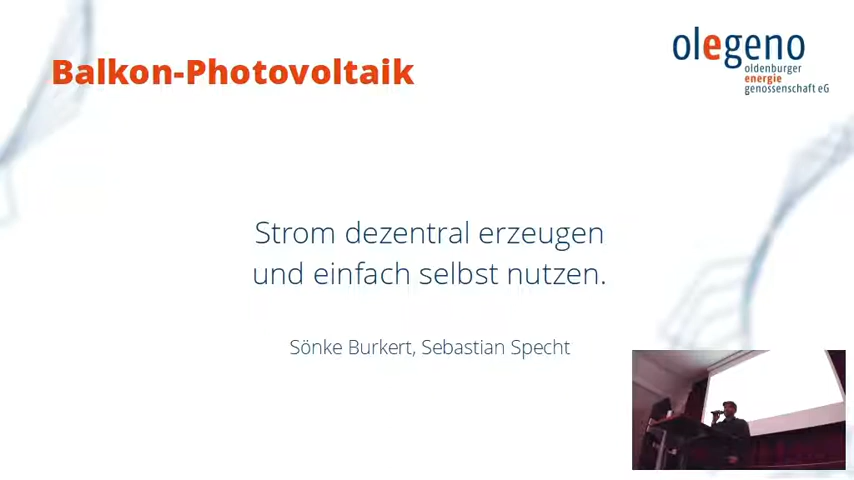 Balkon-Photovoltaik
olegeno
oldenburger
energie
genossenschaft eG
Strom dezentral erzeugen
und einfach selbst nutzen.
Sönke Burkert, Sebastian Specht